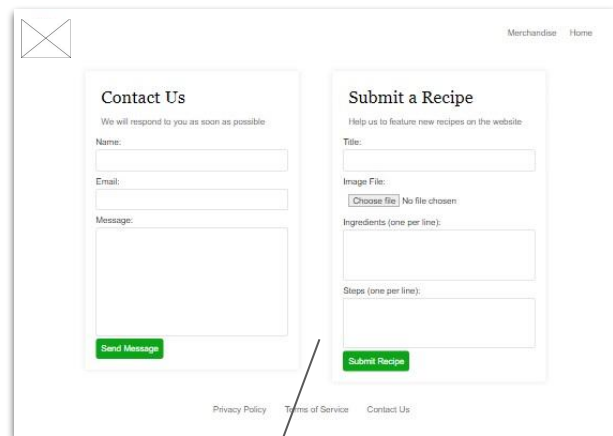 Merchandise Home
Contact Us
We will respond to you as soon as possible
Name:
Email:
Message:
Send Message
Submit a Recipe
Help us to feature new recipes on the website
Title:
Image File:
Choose file No file chosen
Ingredients (one per line):
Steps (one per line):
Submit Recipe
Privacy Policy Terms of Service Contact Us